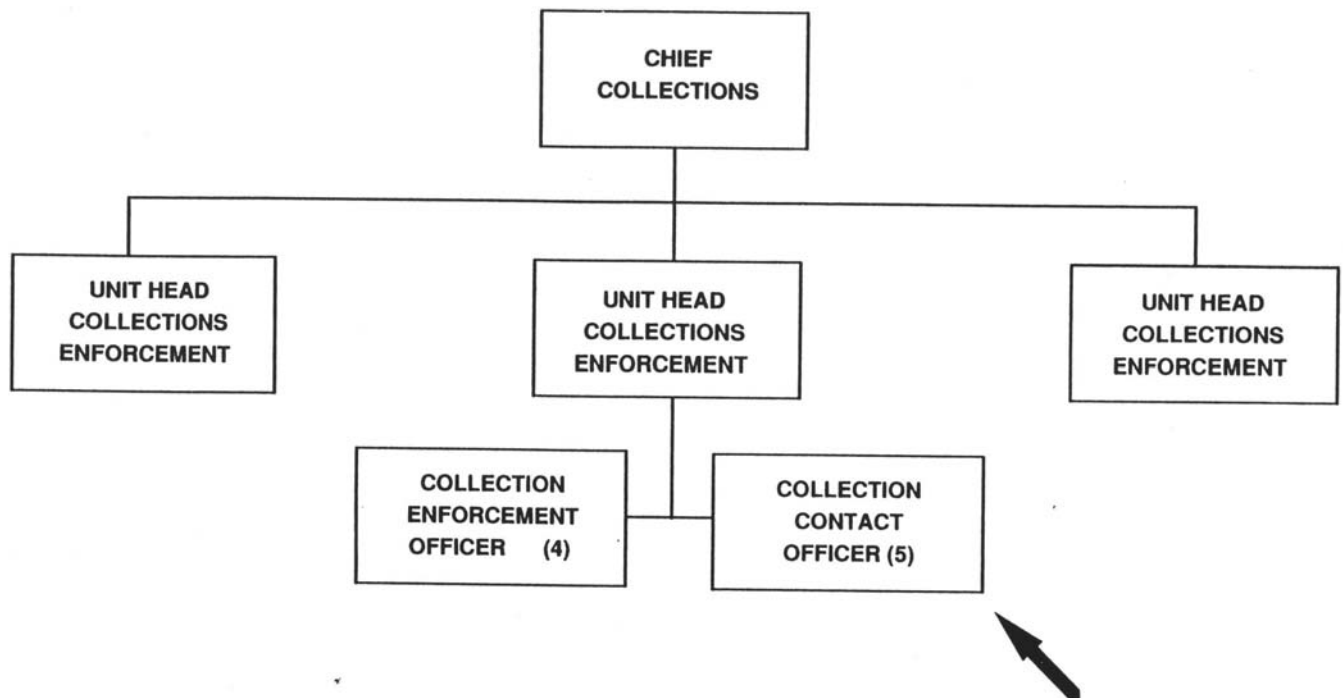 CHIEF
COLLECTIONS
UNIT HEAD
COLLECTIONS
ENFORCEMENT
UNIT HEAD
COLLECTIONS
ENFORCEMENT
UNIT HEAD
COLLECTIONS
ENFORCEMENT
COLLECTION
ENFORCEMENT
OFFICER (4)
COLLECTION
CONTACT
OFFICER (5)